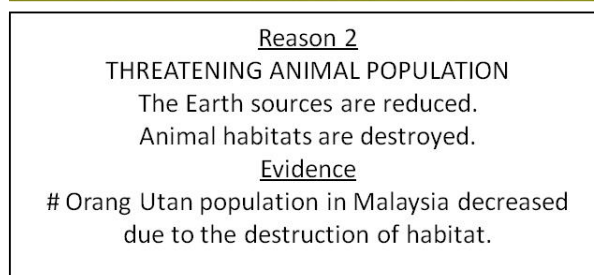 Reason 2
THREATENING ANIMAL POPULATION
The Earth sources are reduced.
Animal habitats are destroyed.
Evidence
# Orang Utan population in Malaysia decreased
due to the destruction of habitat.